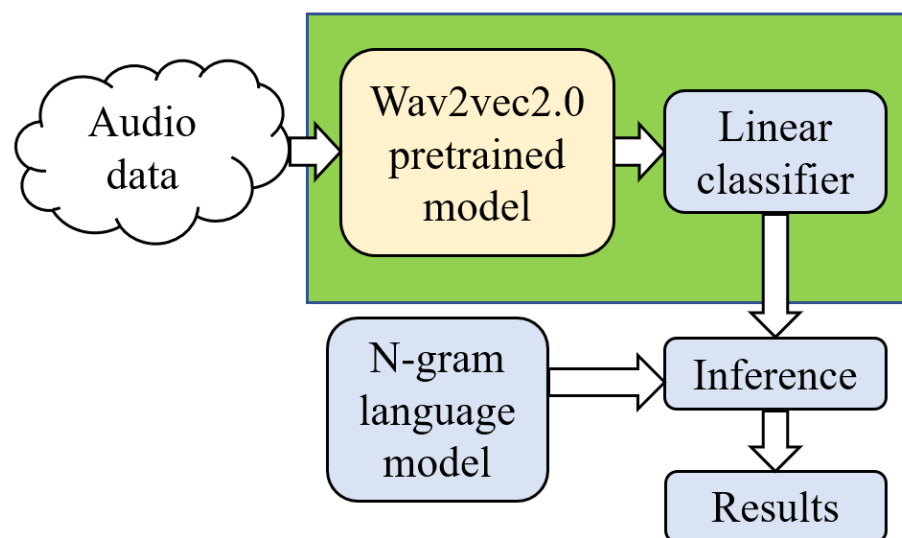 Audio
data
Wav2vec2.0
pretrained
model
Linear
classifier
N-gram
language
model
Inference
Results